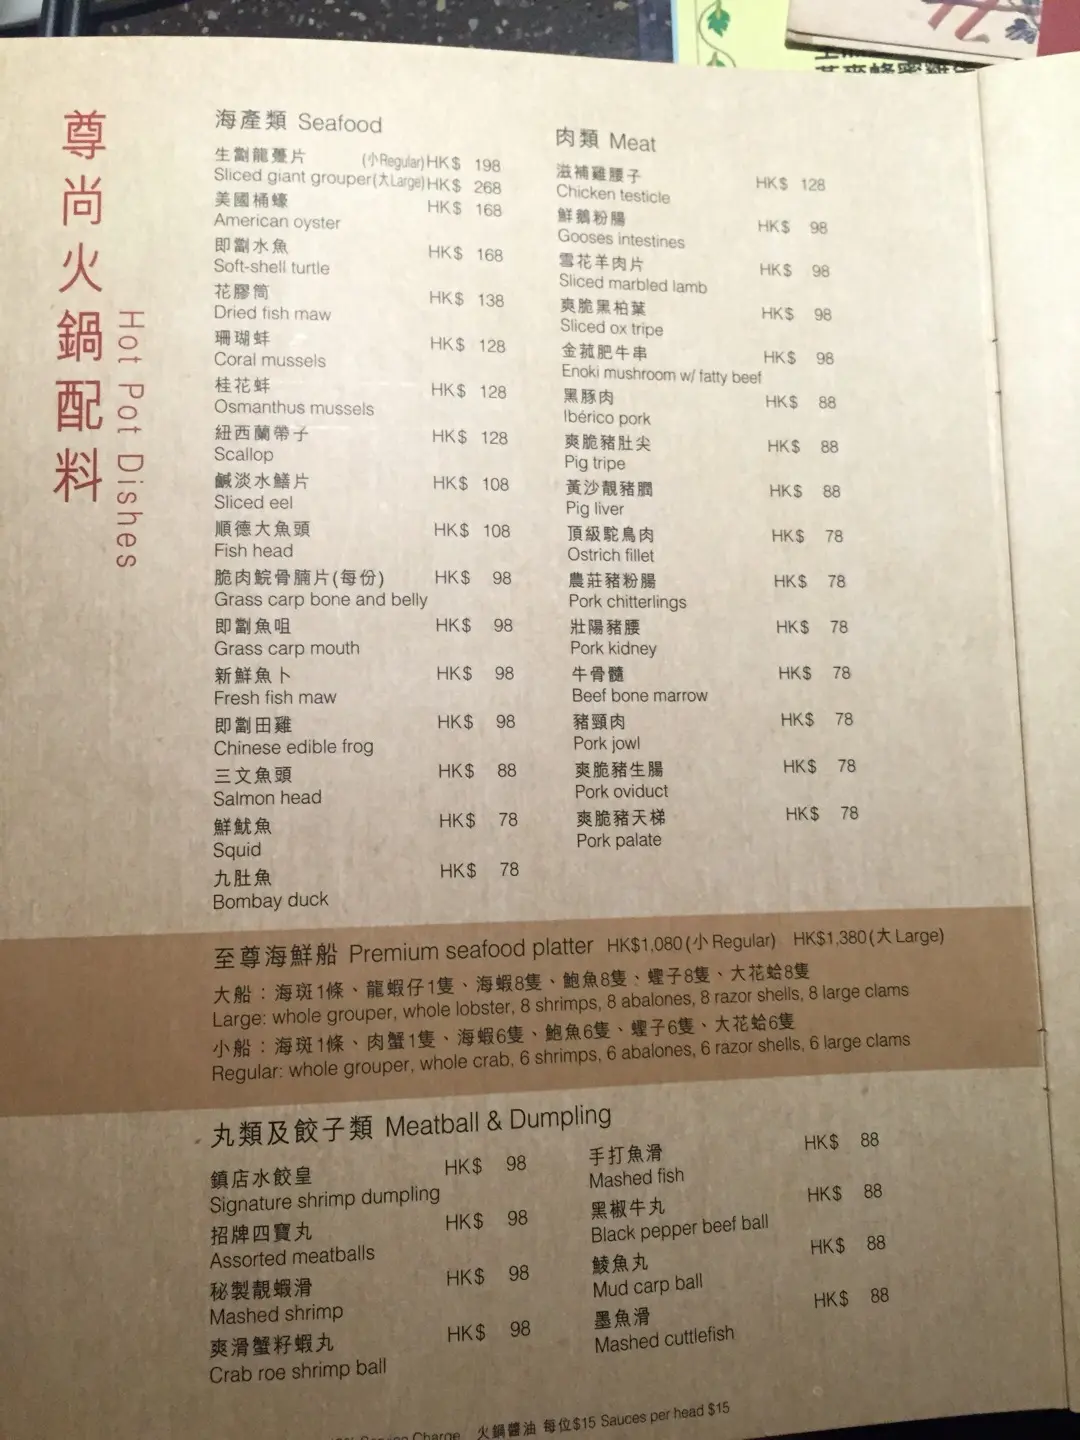 尊尚火鍋配料
Hot Pot Dishes
海產類 Seafood
生劏龍躉片 (小Regular) HK$ 198
Sliced giant grouper (大Large) HK$ 268
美國桶蠔 HK$ 168
American oyster
即劏水魚 HK$ 168
Soft-shell turtle
花膠筒 HK$ 138
Dried fish maw
珊瑚蚌 HK$ 128
Coral mussels
桂花蚌 HK$ 128
Osmanthus mussels
紐西蘭帶子 HK$ 128
Scallop
鹹淡水鱔片 HK$ 108
Sliced eel
順德大魚頭 HK$ 108
Fish head
脆肉鯇骨腩片(每份) HK$ 98
Grass carp bone and belly
即劏魚咀 HK$ 98
Grass carp mouth
新鮮魚卜 HK$ 98
Fresh fish maw
即劏田雞 HK$ 98
Chinese edible frog
三文魚頭 HK$ 88
Salmon head
鮮魷魚 HK$ 78
Squid
九肚魚 HK$ 78
Bombay duck
肉類 Meat
滋補雞腰子 HK$ 128
Chicken testicle
鮮鵝粉腸 HK$ 98
Gooses intestines
雪花羊肉片 HK$ 98
Sliced marbled lamb
爽脆黑柏葉 HK$ 98
Sliced ox tripe
金菰肥牛串 HK$ 98
Enoki mushroom w/ fatty beef
黑豚肉 HK$ 88
Ibérico pork
爽脆豬肚尖 HK$ 88
Pig tripe
黃沙靚豬膶 HK$ 88
Pig liver
頂級駝鳥肉 HK$ 78
Ostrich fillet
農莊豬粉腸 HK$ 78
Pork chitterlings
壯陽豬腰 HK$ 78
Pork kidney
牛骨髓 HK$ 78
Beef bone marrow
豬頸肉 HK$ 78
Pork jowl
爽脆豬生腸 HK$ 78
Pork oviduct
爽脆豬天梯 HK$ 78
Pork palate
至尊海鮮船 Premium seafood platter HK$1,080(小 Regular) HK$1,380(大 Large)
大船：海斑1條、龍蝦仔1隻、海蝦8隻、鮑魚8隻、蟶子8隻、大花蛤8隻
Large: whole grouper, whole lobster, 8 shrimps, 8 abalones, 8 razor shells, 8 large clams
小船：海斑1條、肉蟹1隻、海蝦6隻、鮑魚6隻、蟶子6隻、大花蛤6隻
Regular: whole grouper, whole crab, 6 shrimps, 6 abalones, 6 razor shells, 6 large clams
丸類及餃子類 Meatball & Dumpling
鎮店水餃皇 HK$ 98
Signature shrimp dumpling
招牌四寶丸 HK$ 98
Assorted meatballs
秘製靚蝦滑 HK$ 98
Mashed shrimp
爽滑蟹籽蝦丸 HK$ 98
Crab roe shrimp ball
手打魚滑 HK$ 88
Mashed fish
黑椒牛丸 HK$ 88
Black pepper beef ball
鯪魚丸 HK$ 88
Mud carp ball
墨魚滑 HK$ 88
Mashed cuttlefish
Service Charge 火鍋醬油 每位$15 Sauces per head $15